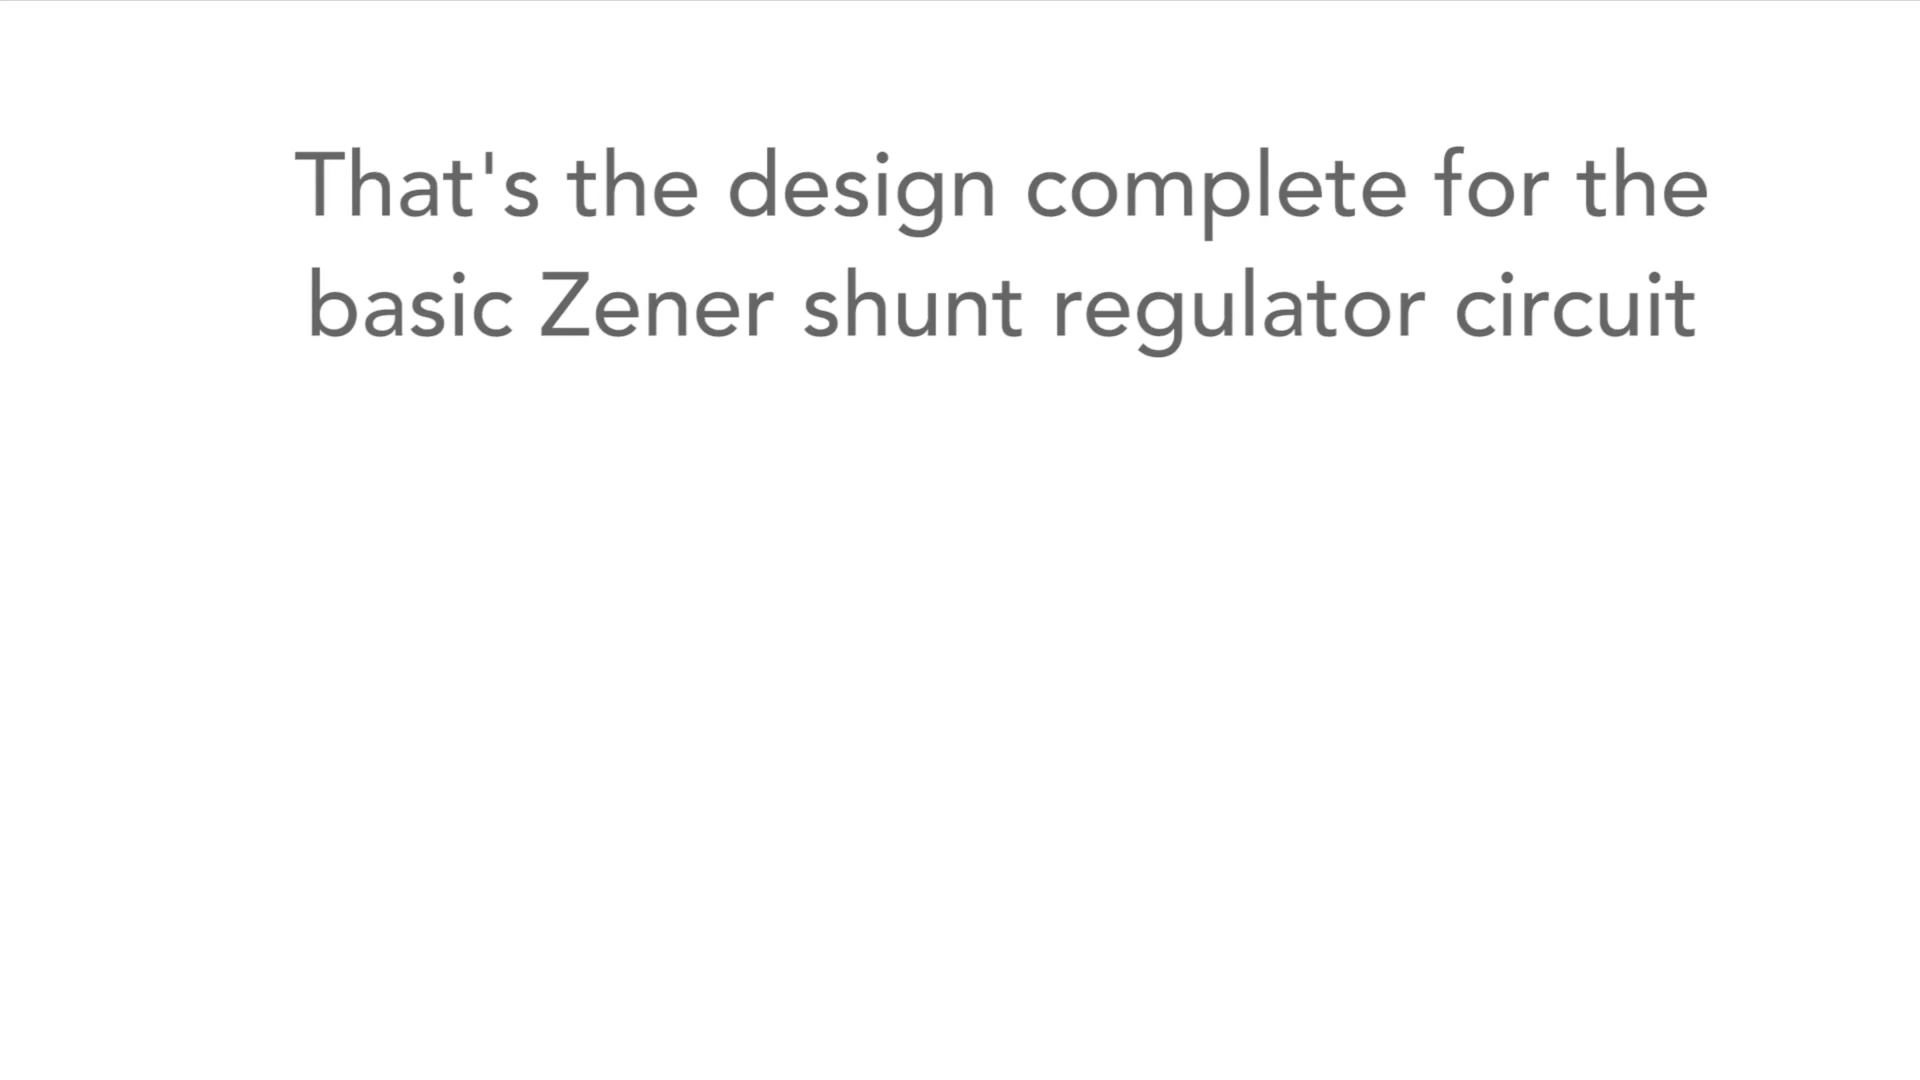 That's the design complete for the
basic Zener shunt regulator circuit